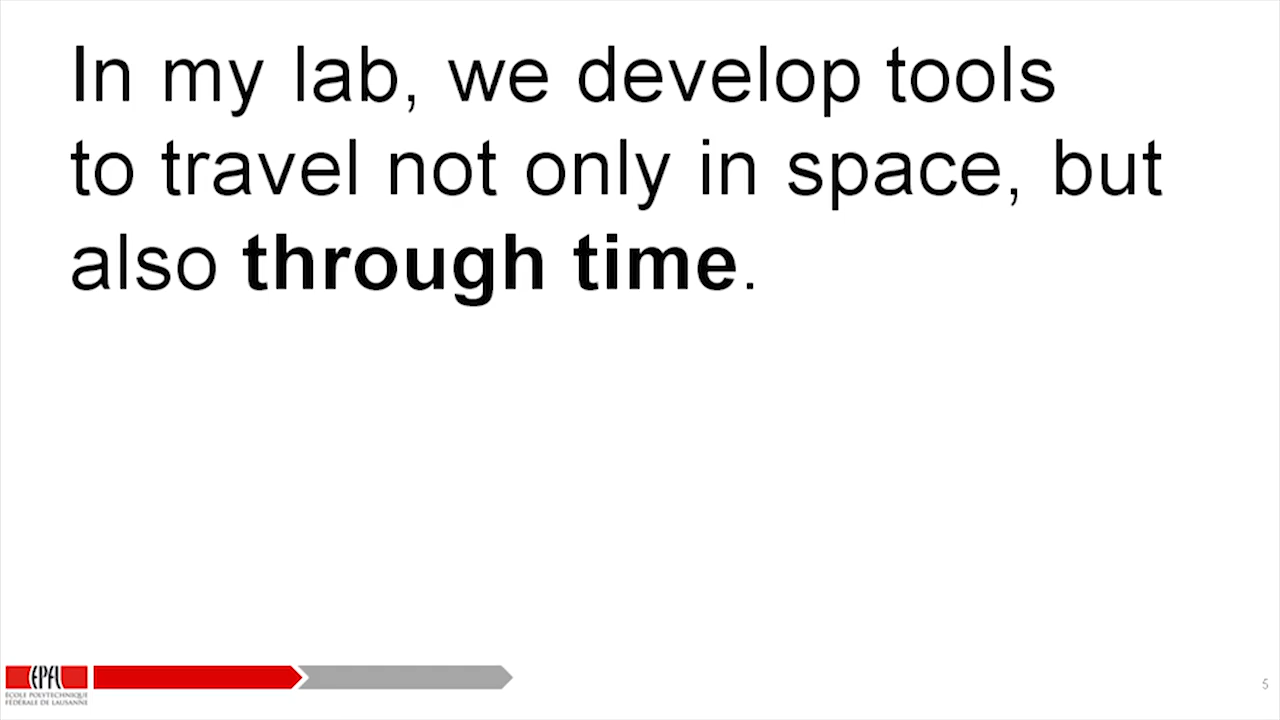 In my lab, we develop tools
to travel not only in space, but
also through time.
EPFL
ÉCOLE POLYTECHNIQUE
FÉDÉRALE DE LAUSANNE
5